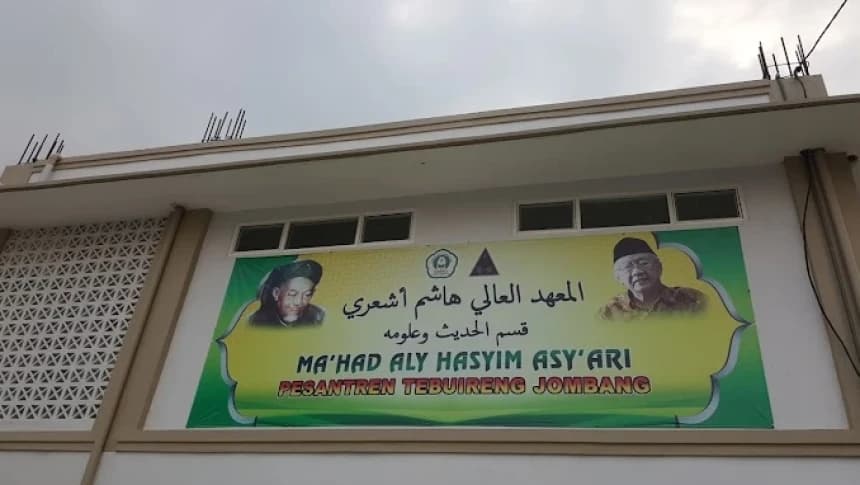 المعهد العالي هاشم أشعري
قسم الحديث وعلومه
MA'HAD ALY HASYIM ASY'ARI
PESANTREN TEBUIRENG JOMBANG